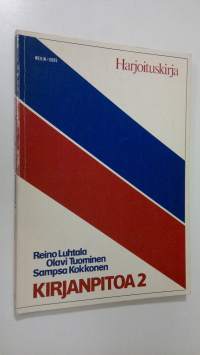 Harjoituskirja
Reino Luhtala
Olavi Tuominen
Sampsa Kokkonen
KIRJANPITOA 2